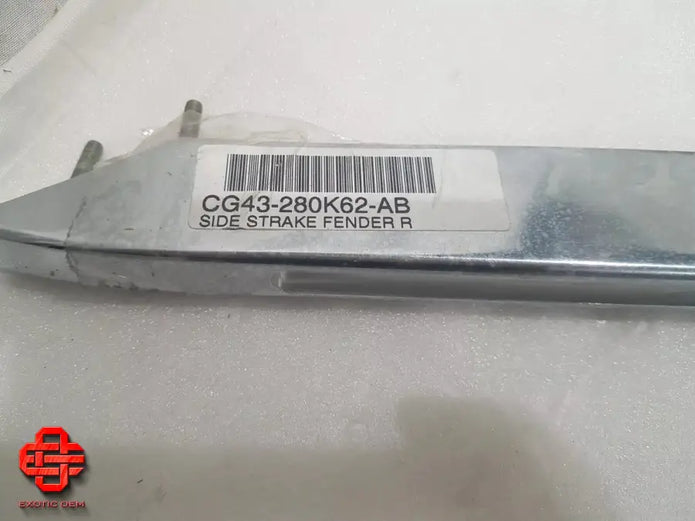 CG43-280K62-AB
SIDE STRAKE FENDER R
EXOTIC OEM